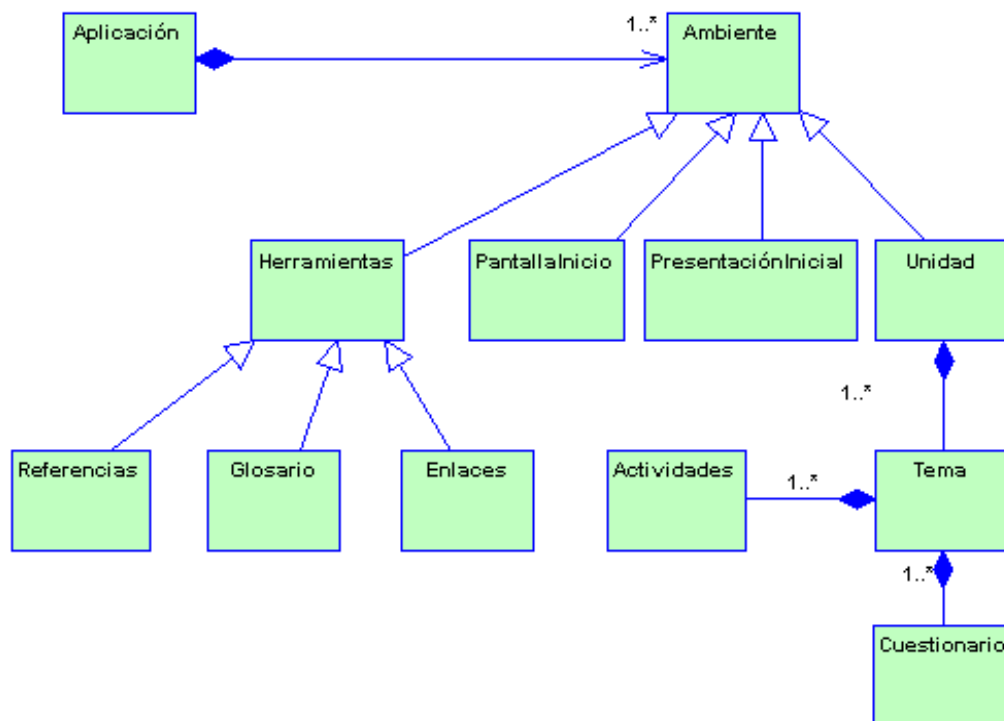 Aplicación
1..*
Ambiente
Herramientas
PantallaInicio
PresentaciónInicial
Unidad
1..*
Referencias
Glosario
Enlaces
Actividades
1..*
Tema
1..*
Cuestionario